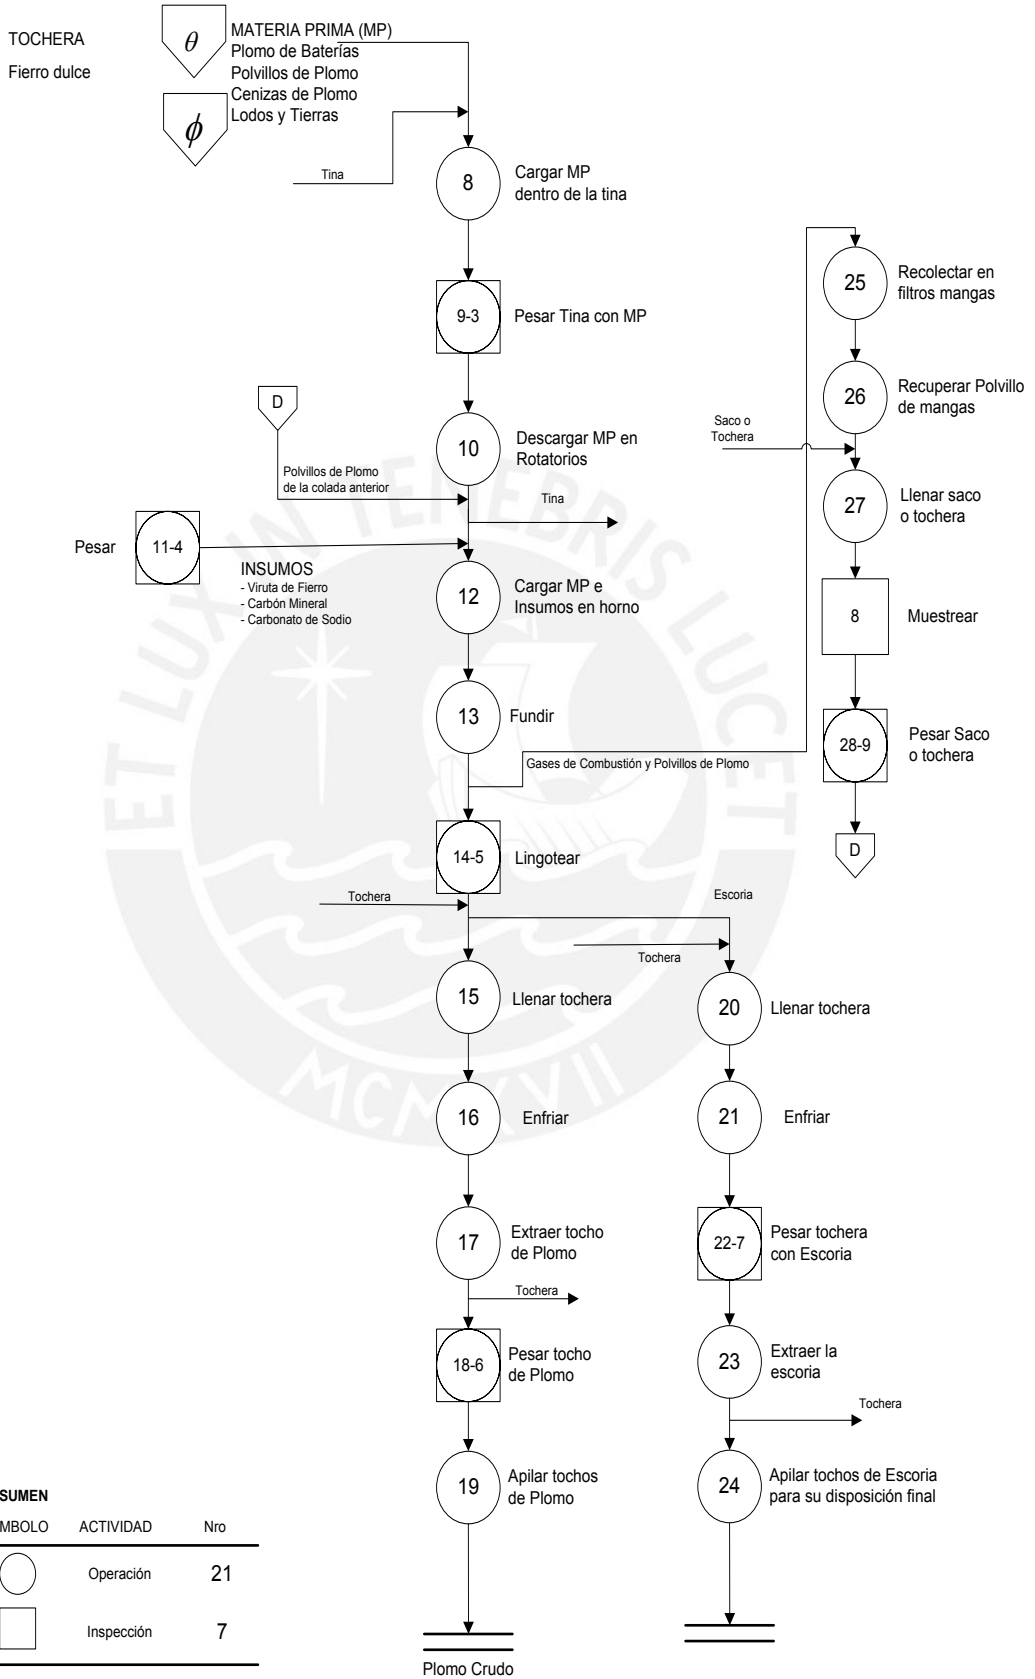 TOCHERA
Fierro dulce
θ
ϕ
MATERIA PRIMA (MP)
Plomo de Baterías
Polvillos de Plomo
Cenizas de Plomo
Lodos y Tierras
Tina
8
Cargar MP
dentro de la tina
9-3
Pesar Tina con MP
D
10
Descargar MP en
Rotatorios
Polvillos de Plomo
de la colada anterior
Tina
Pesar
11-4
INSUMOS
- Viruta de Fierro
- Carbón Mineral
- Carbonato de Sodio
12
Cargar MP e
Insumos en horno
13
Fundir
Gases de Combustión y Polvillos de Plomo
14-5
Lingotear
Tochera
Escoria
Tochera
15
Llenar tochera
16
Enfriar
17
Extraer tocho
de Plomo
Tochera
18-6
Pesar tocho
de Plomo
19
Apilar tochos
de Plomo
Plomo Crudo
20
Llenar tochera
21
Enfriar
22-7
Pesar tochera
con Escoria
23
Extraer la
escoria
Tochera
24
Apilar tochos de Escoria
para su disposición final
25
Recolectar en
filtros mangas
26
Recuperar Polvillo
de mangas
Saco o
Tochera
27
Llenar saco
o tochera
8
Muestrear
28-9
Pesar Saco
o tochera
D
SUMEN
MBOLO ACTIVIDAD Nro
Operación 21
Inspección 7
ET LUX IN TENEBRIS LUCET
MCMXVII